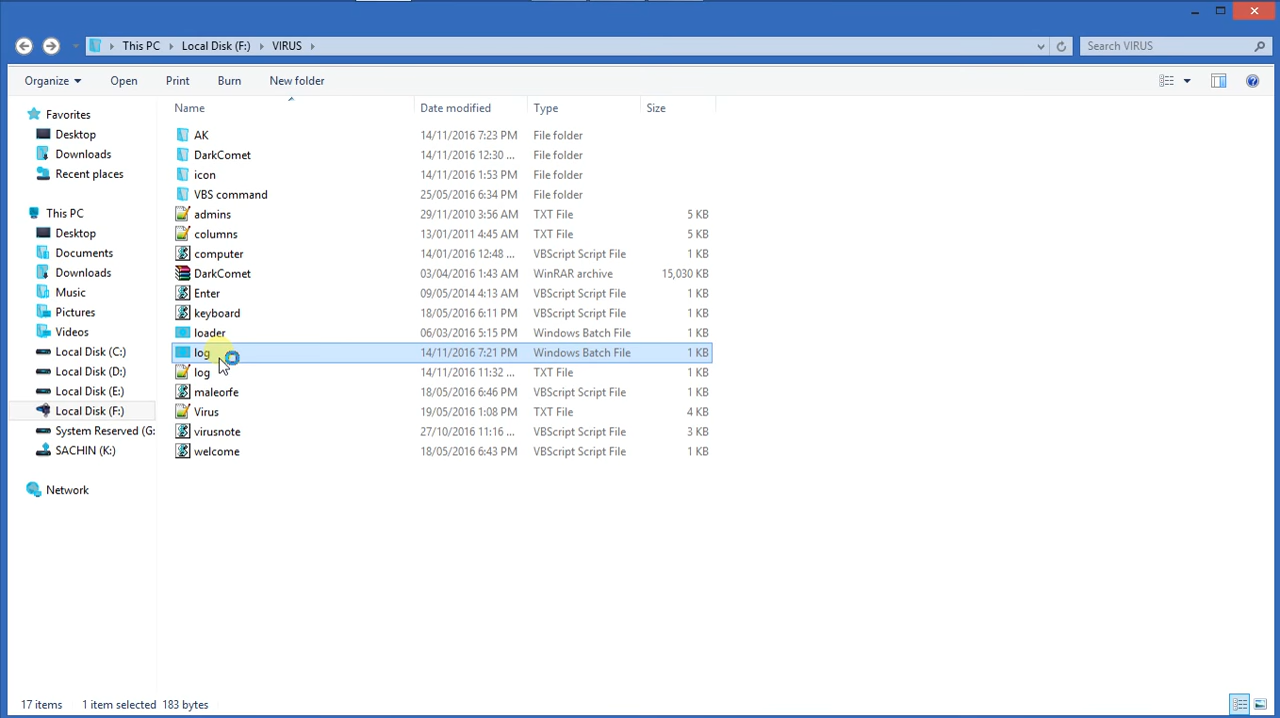 This PC Local Disk (F:) VIRUS Search VIRUS
Organize Open Print Burn New folder
Favorites
Desktop
Downloads
Recent places
This PC
Desktop
Documents
Downloads
Music
Pictures
Videos
Local Disk (C:)
Local Disk (D:)
Local Disk (E:)
Local Disk (F:)
System Reserved (G:
SACHIN (K:)
Network
Name Date modified Type Size
AK 14/11/2016 7:23 PM File folder
DarkComet 14/11/2016 12:30 ... File folder
icon 14/11/2016 1:53 PM File folder
VBS command 25/05/2016 6:34 PM File folder
admins 29/11/2010 3:56 AM TXT File 5 KB
columns 13/01/2011 4:45 AM TXT File 5 KB
computer 14/01/2016 12:48 ... VBScript Script File 1 KB
DarkComet 03/04/2016 1:43 AM WinRAR archive 15,030 KB
Enter 09/05/2014 4:13 AM VBScript Script File 1 KB
keyboard 18/05/2016 6:11 PM VBScript Script File 1 KB
loader 06/03/2016 5:15 PM Windows Batch File 1 KB
log 14/11/2016 7:21 PM Windows Batch File 1 KB
log 14/11/2016 11:32 ... TXT File 1 KB
maleorfe 18/05/2016 6:46 PM VBScript Script File 1 KB
Virus 19/05/2016 1:08 PM TXT File 4 KB
virusnote 27/10/2016 11:16 ... VBScript Script File 3 KB
welcome 18/05/2016 6:43 PM VBScript Script File 1 KB
17 items 1 item selected 183 bytes